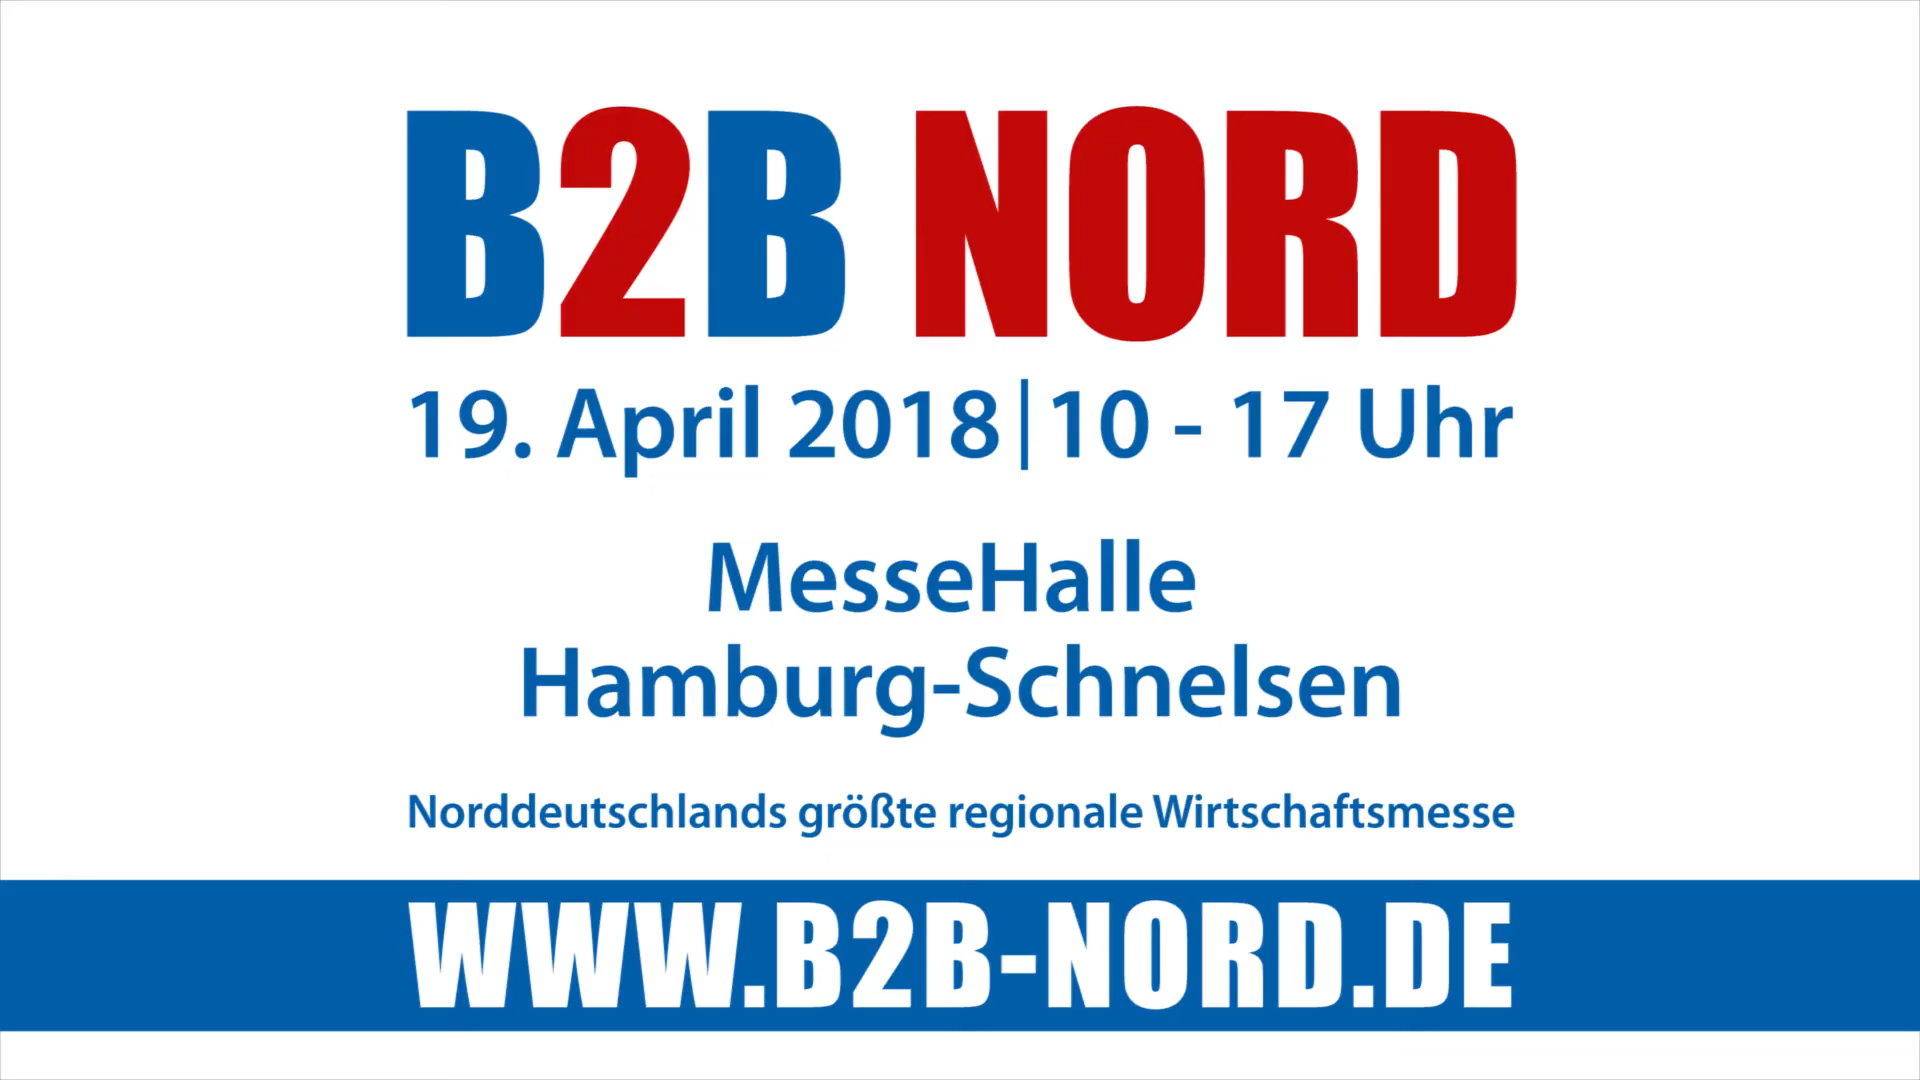 B2B NORD
19. April 2018|10 - 17 Uhr
MesseHalle
Hamburg-Schnelsen
Norddeutschlands größte regionale Wirtschaftsmesse
WWW.B2B-NORD.DE